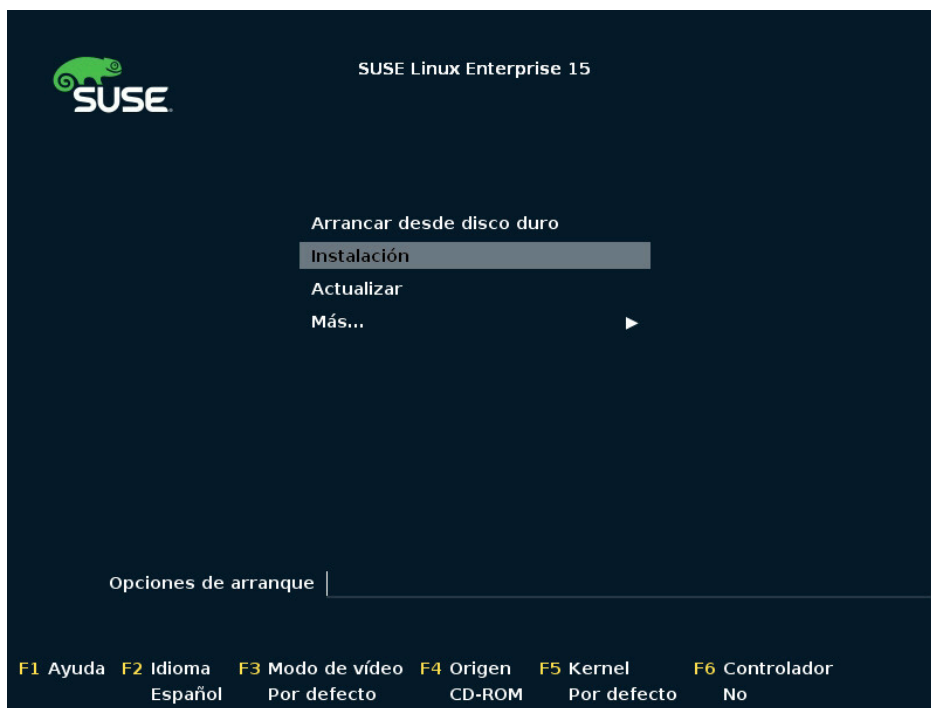 SUSE
SUSE Linux Enterprise 15
Arrancar desde disco duro
Instalación
Actualizar
Más...
Opciones de arranque
F1 Ayuda F2 Idioma F3 Modo de vídeo F4 Origen F5 Kernel F6 Controlador
Español Por defecto CD-ROM Por defecto No